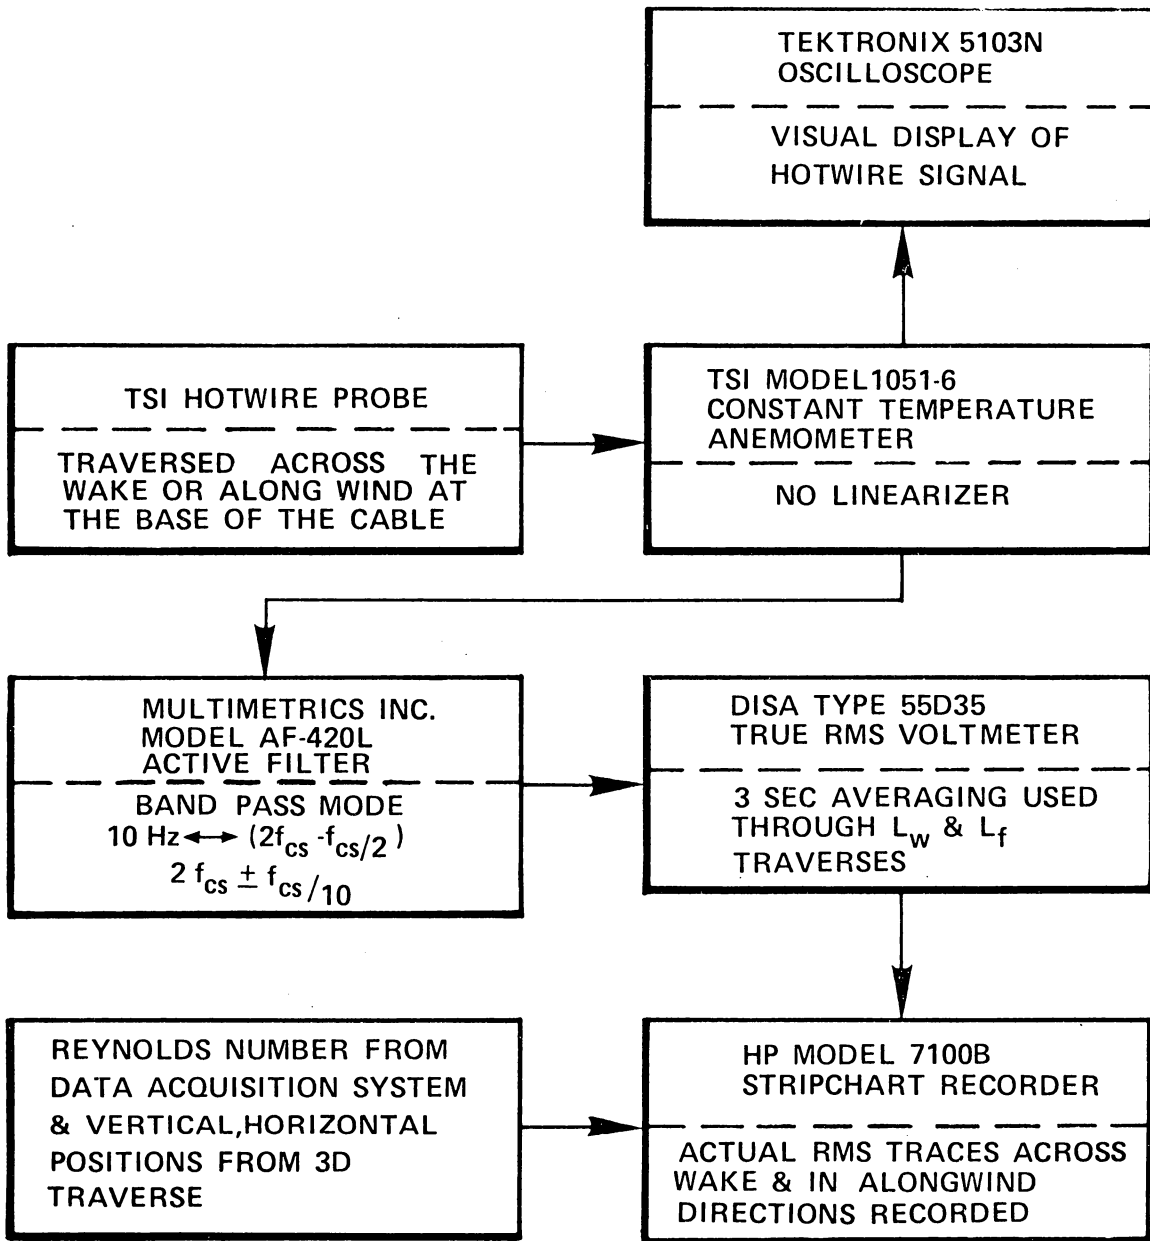 TEKTRONIX 5103N
OSCILLOSCOPE
VISUAL DISPLAY OF
HOTWIRE SIGNAL
TSI HOTWIRE PROBE
TRAVERSED ACROSS THE
WAKE OR ALONG WIND AT
THE BASE OF THE CABLE
TSI MODEL 1051-6
CONSTANT TEMPERATURE
ANEMOMETER
NO LINEARIZER
MULTIMETRICS INC.
MODEL AF-420L
ACTIVE FILTER
BAND PASS MODE
10 Hz ↔ (2fcs -fcs/2)
2 fcs ± fcs/10
DISA TYPE 55D35
TRUE RMS VOLTMETER
3 SEC AVERAGING USED
THROUGH Lw & Lf
TRAVERSES
REYNOLDS NUMBER FROM
DATA ACQUISITION SYSTEM
& VERTICAL,HORIZONTAL
POSITIONS FROM 3D
TRAVERSE
HP MODEL 7100B
STRIPCHART RECORDER
ACTUAL RMS TRACES ACROSS
WAKE & IN ALONGWIND
DIRECTIONS RECORDED